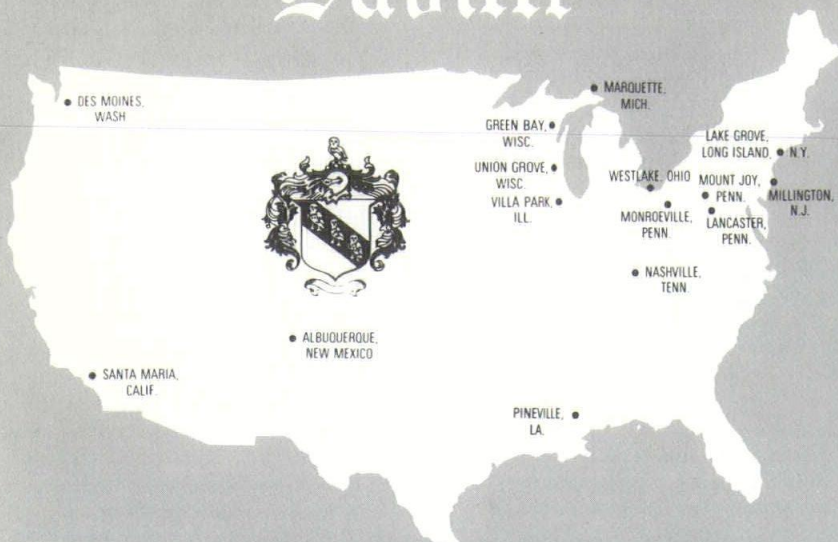 DES MOINES,
WASH
MARQUETTE,
MICH.
GREEN BAY,
WISC.
LAKE GROVE,
LONG ISLAND, N.Y.
UNION GROVE,
WISC.
WESTLAKE, OHIO
MOUNT JOY,
PENN.
MILLINGTON,
N.J.
VILLA PARK,
ILL.
MONROEVILLE,
PENN.
LANCASTER,
PENN.
NASHVILLE,
TENN.
ALBUQUERQUE,
NEW MEXICO
SANTA MARIA,
CALIF.
PINEVILLE,
LA.